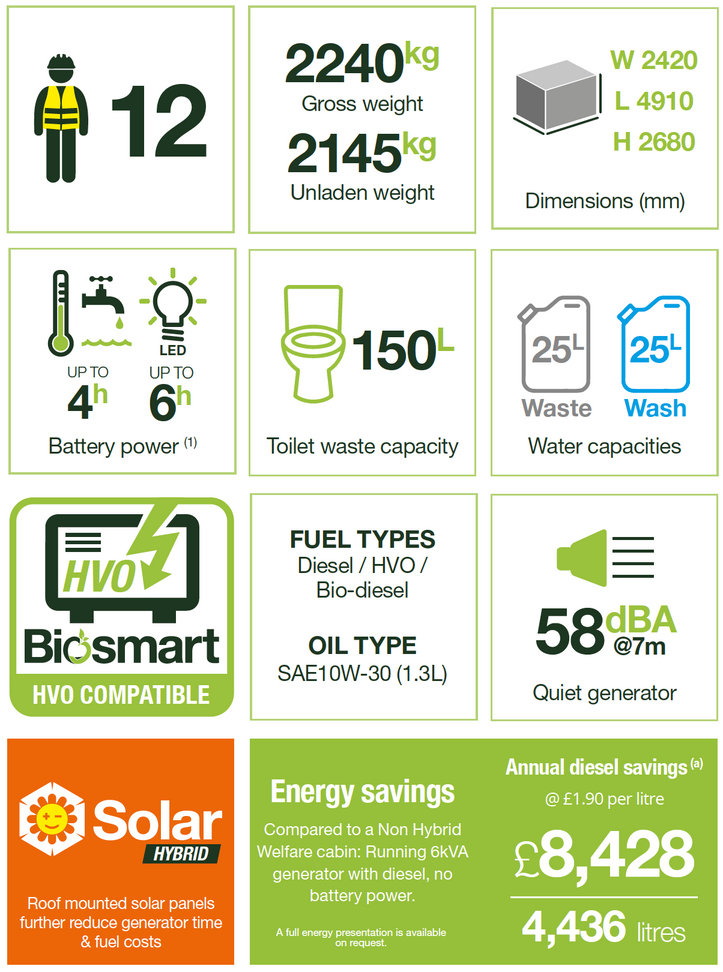 12
2240kg
Gross weight
2145kg
Unladen weight
W 2420
L 4910
H 2680
Dimensions (mm)
LED
UP TO
4h
UP TO
6h
Battery power (1)
150L
Toilet waste capacity
25L
Waste
25L
Wash
Water capacities
HVO
Biosmart
HVO COMPATIBLE
FUEL TYPES
Diesel / HVO /
Bio-diesel
OIL TYPE
SAE10W-30 (1.3L)
58dBA
@7m
Quiet generator
Solar
HYBRID
Roof mounted solar panels
further reduce generator time
& fuel costs
Energy savings
Compared to a Non Hybrid
Welfare cabin: Running 6kVA
generator with diesel, no
battery power.
A full energy presentation is available
on request.
Annual diesel savings (a)
@ £1.90 per litre
£8,428
4,436 litres